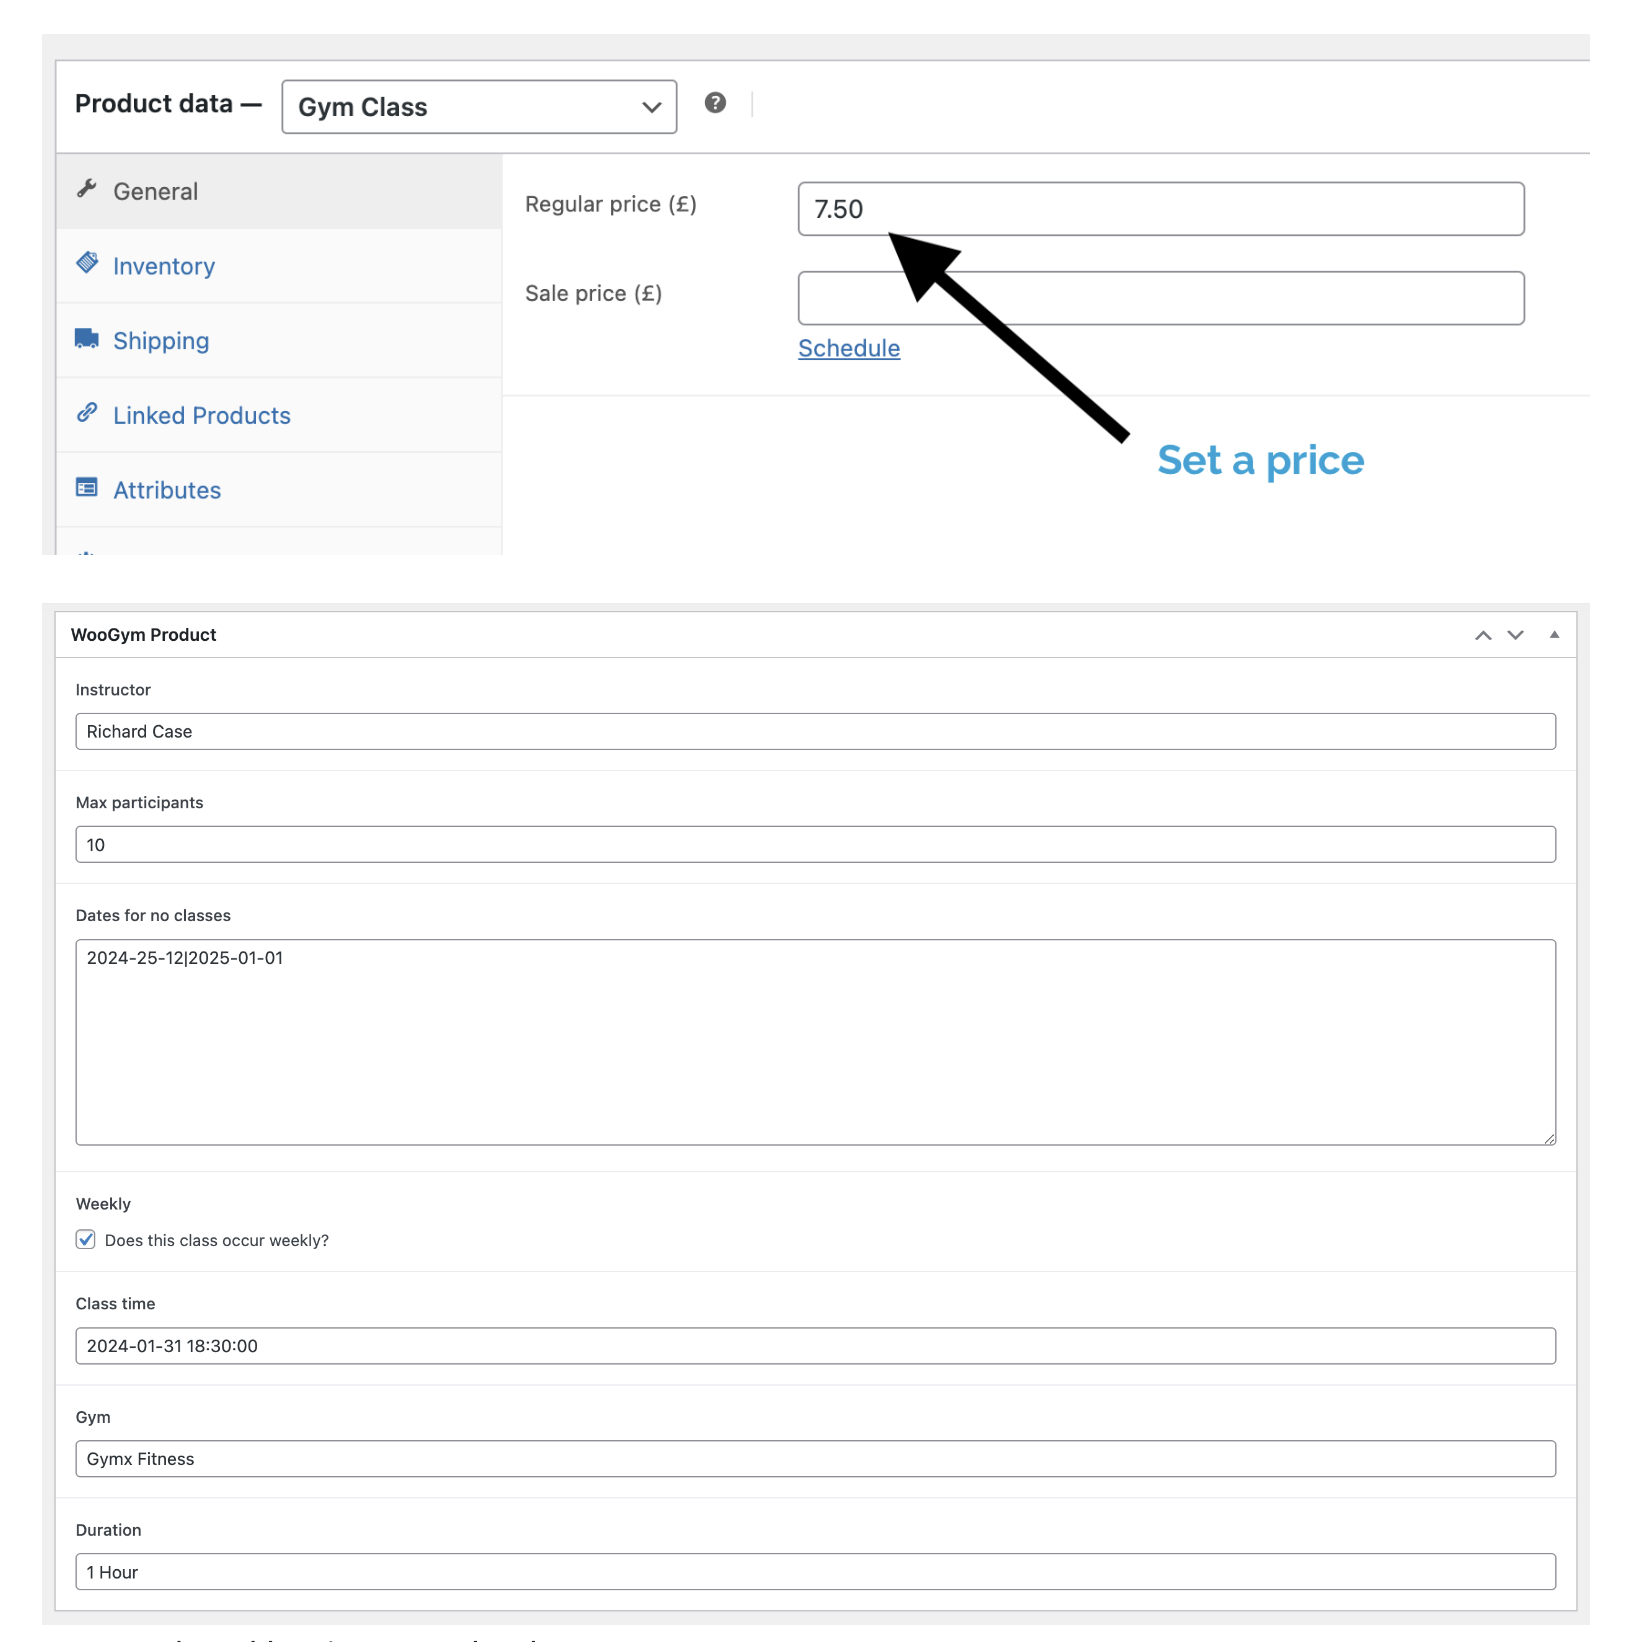 Product data — Gym Class
General
Inventory
Shipping
Linked Products
Attributes
Regular price (£) 7.50
Sale price (£)
Schedule
Set a price
WooGym Product
Instructor
Richard Case
Max participants
10
Dates for no classes
2024-25-12|2025-01-01
Weekly
Does this class occur weekly?
Class time
2024-01-31 18:30:00
Gym
Gymx Fitness
Duration
1 Hour